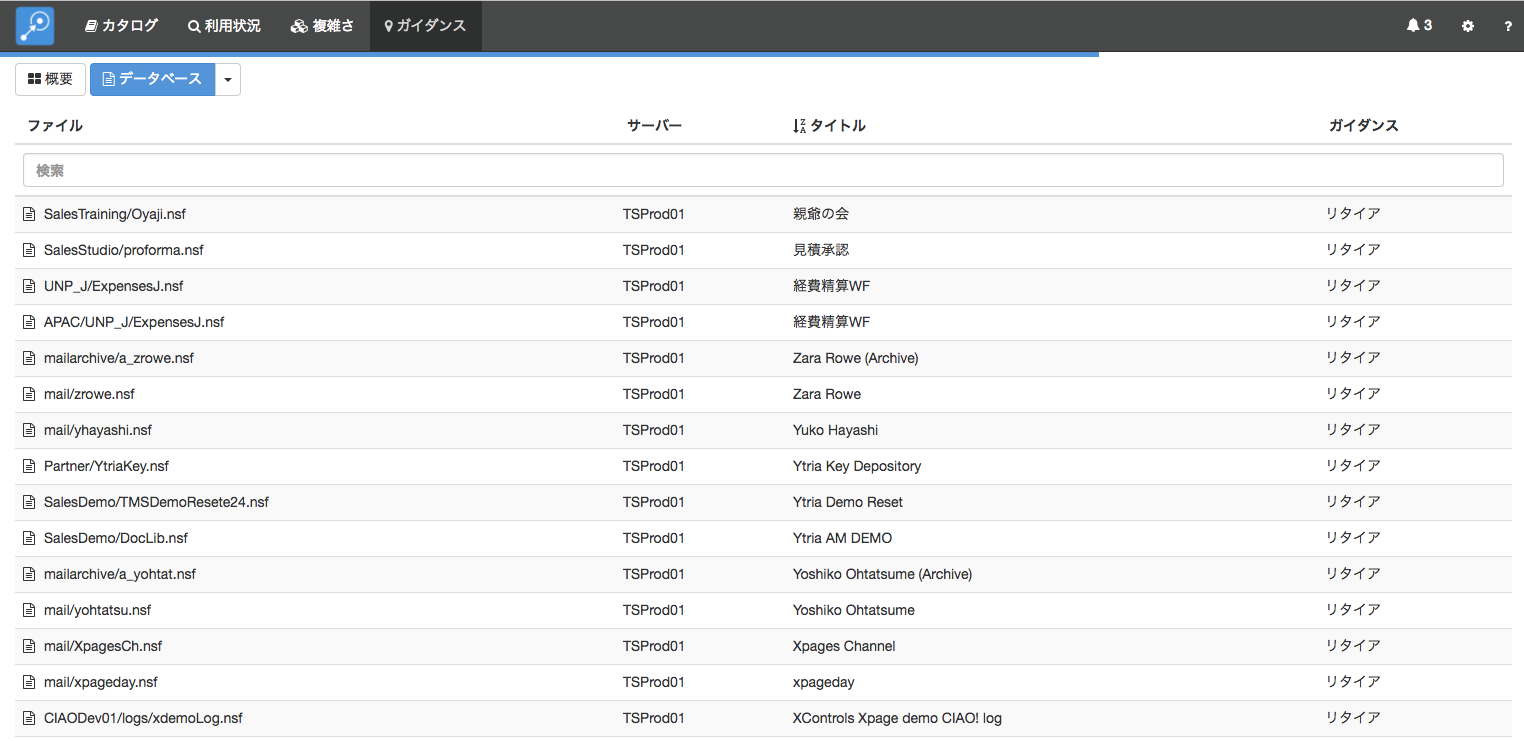 カタログ 利用状況 複雑さ ガイダンス 3 ?
概要 データベース
ファイル サーバー タイトル ガイダンス
検索
SalesTraining/Oyaji.nsf TSProd01 親爺の会 リタイア
SalesStudio/proforma.nsf TSProd01 見積承認 リタイア
UNP_J/ExpensesJ.nsf TSProd01 経費精算WF リタイア
APAC/UNP_J/ExpensesJ.nsf TSProd01 経費精算WF リタイア
mailarchive/a_zrowe.nsf TSProd01 Zara Rowe (Archive) リタイア
mail/zrowe.nsf TSProd01 Zara Rowe リタイア
mail/yhayashi.nsf TSProd01 Yuko Hayashi リタイア
Partner/YtriaKey.nsf TSProd01 Ytria Key Depository リタイア
SalesDemo/TMSDemoResete24.nsf TSProd01 Ytria Demo Reset リタイア
SalesDemo/DocLib.nsf TSProd01 Ytria AM DEMO リタイア
mailarchive/a_yohtat.nsf TSProd01 Yoshiko Ohtatsume (Archive) リタイア
mail/yohtatsu.nsf TSProd01 Yoshiko Ohtatsume リタイア
mail/XpagesCh.nsf TSProd01 Xpages Channel リタイア
mail/xpageday.nsf TSProd01 xpageday リタイア
CIAODev01/logs/xdemoLog.nsf TSProd01 XControls Xpage demo CIAO! log リタイア